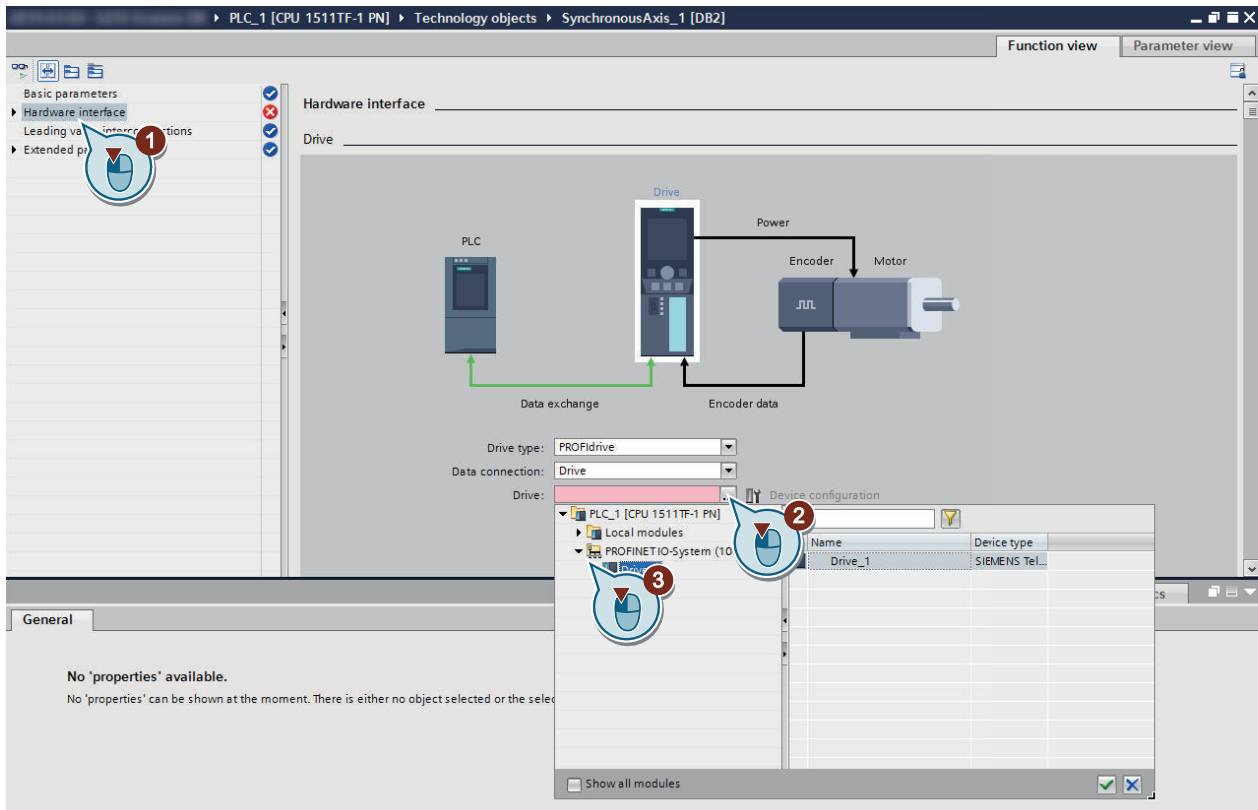 PLC_1 [CPU 1511TF-1 PN] ▸ Technology objects ▸ SynchronousAxis_1 [DB2]
Function view
Parameter view
Basic parameters
Hardware interface
Leading va
Extended pa
1
Hardware interface
Drive
Drive
Power
PLC
Encoder
Motor
Data exchange
Encoder data
Drive type: PROFIdrive
Data connection: Drive
Drive: ... Device configuration
PLC_1 [CPU 1511TF-1 PN]
2
Local modules
Name
Device type
PROFINET IO-System (10
Drive_1
SIEMENS Tel...
3
General
No 'properties' available.
No 'properties' can be shown at the moment. There is either no object selected or the selec
Show all modules